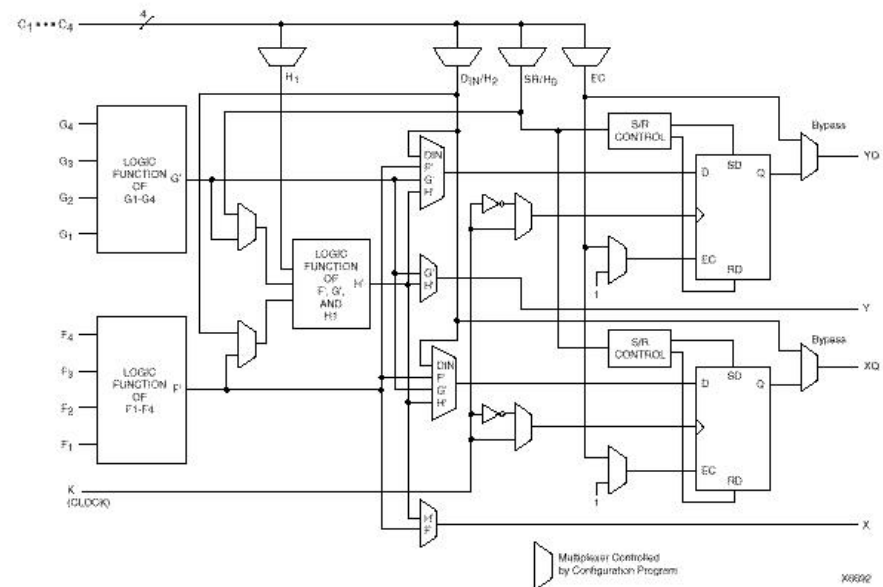 C1 • • • C4
4
H1
DIN/H2
SR/H0
EC
G4
G3
G2
G1
LOGIC
FUNCTION
OF
G1-G4
G'
DIN
F'
G'
H'
S/R
CONTROL
Bypass
YQ
D
SD
Q
EC
RD
1
LOGIC
FUNCTION
OF
F', G',
AND
H1
H'
G'
H'
Y
F4
F3
F2
F1
LOGIC
FUNCTION
OF
F1-F4
F'
DIN
F'
G'
H'
S/R
CONTROL
Bypass
XQ
D
SD
Q
EC
RD
1
K
(CLOCK)
H'
F'
X
Multiplexer Controlled
by Configuration Program
X6692